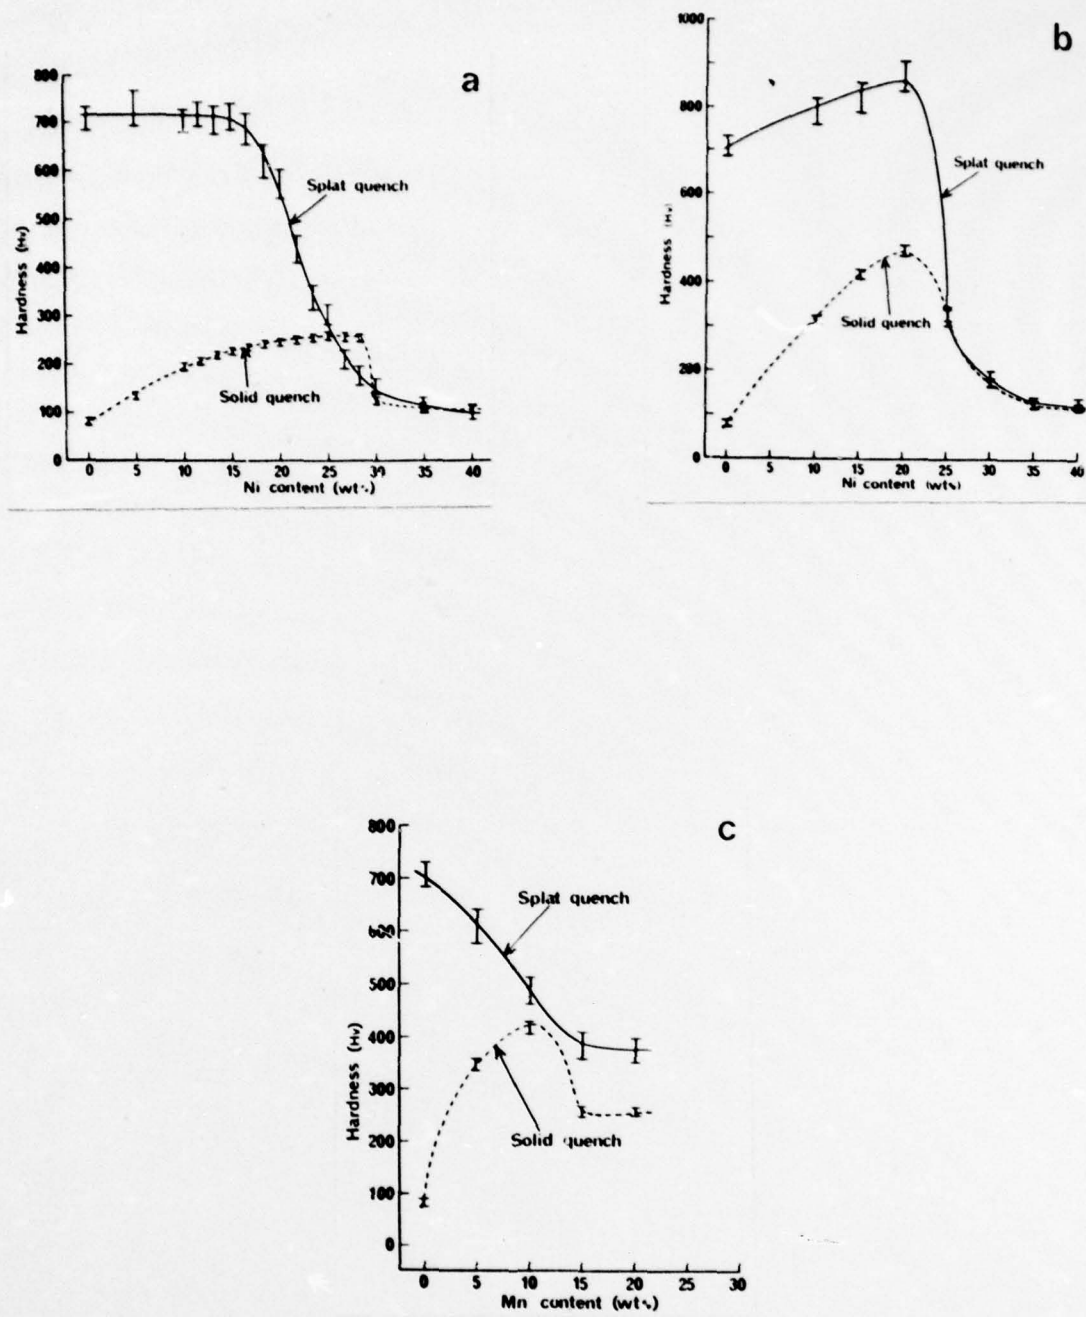 a
800
700
600
500
400
300
200
100
0
Hardness (Hv)
Splat quench
Solid quench
0 5 10 15 20 25 30 35 40
Ni content (wt%)
b
1000
800
600
400
200
0
Hardness (Hv)
Splat quench
Solid quench
0 5 10 15 20 25 30 35 40
Ni content (wt%)
c
800
700
600
500
400
300
200
100
0
Hardness (Hv)
Splat quench
Solid quench
0 5 10 15 20 25 30
Mn content (wt%)